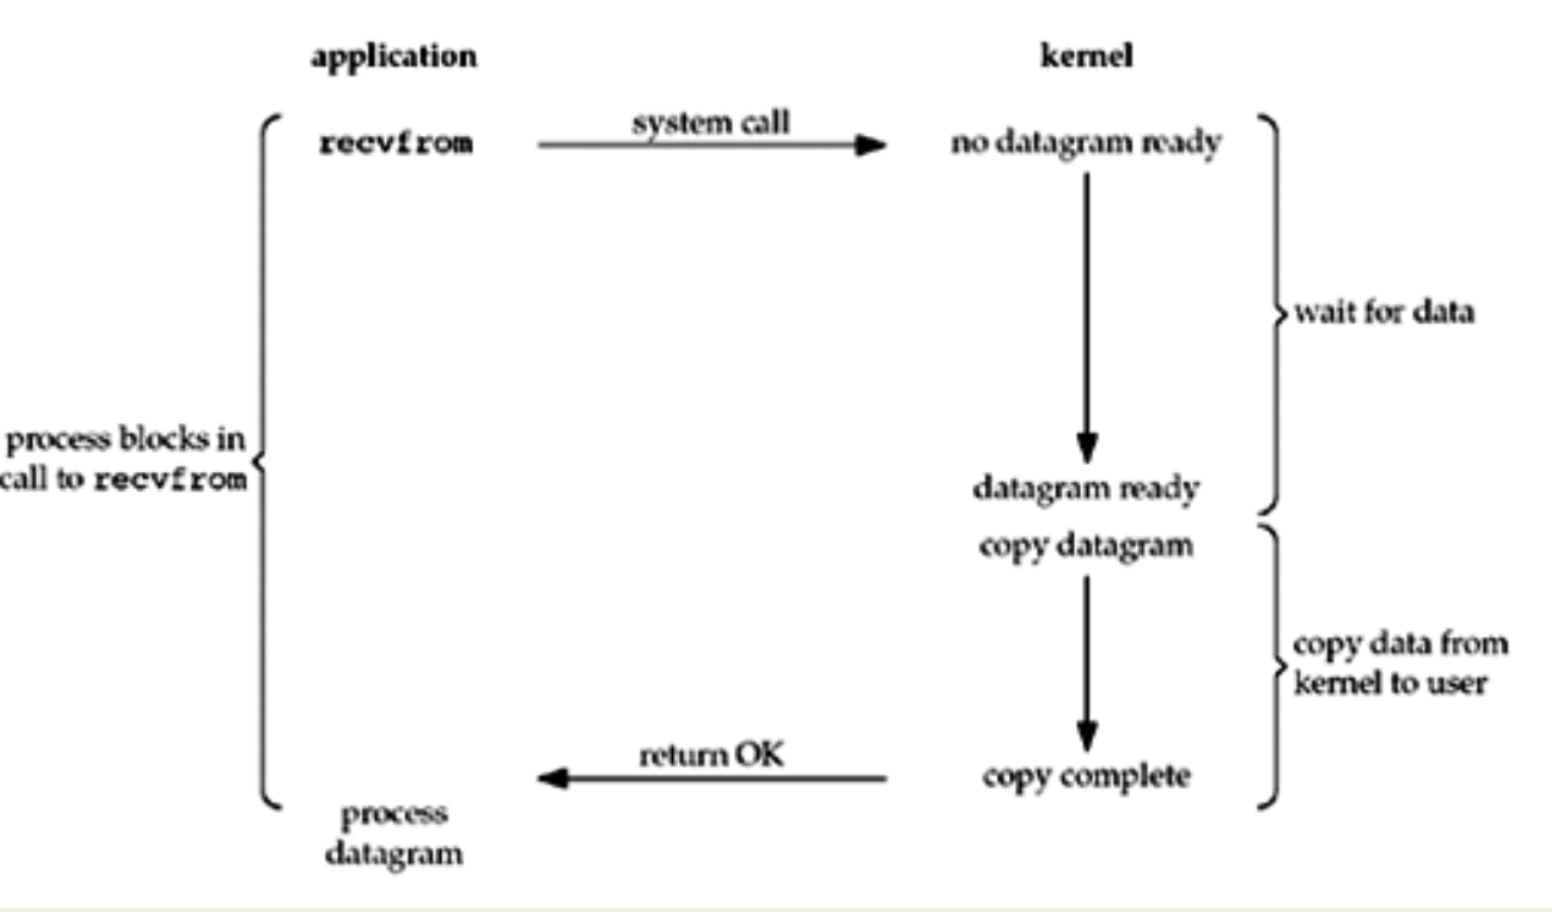 application
kernel
recvfrom
system call
no datagram ready
wait for data
process blocks in
call to recvfrom
datagram ready
copy datagram
copy data from
kernel to user
return OK
copy complete
process
datagram